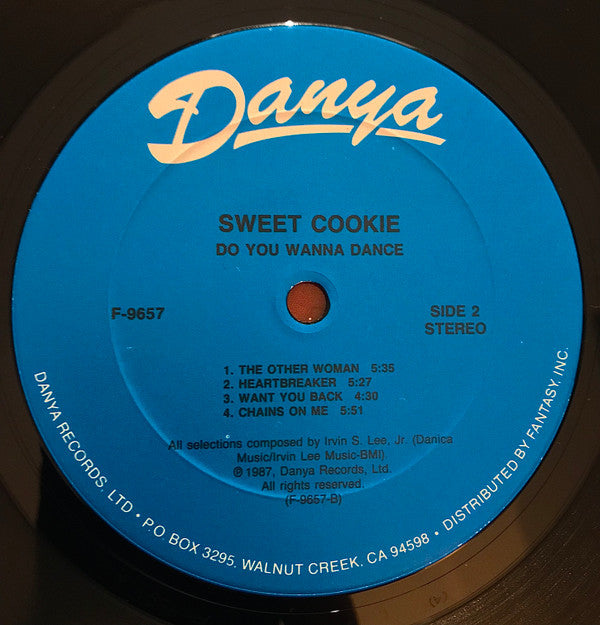 Danya
SWEET COOKIE
DO YOU WANNA DANCE
F-9657
SIDE 2
STEREO
1. THE OTHER WOMAN 5:35
2. HEARTBREAKER 5:27
3. WANT YOU BACK 4:30
4. CHAINS ON ME 5:51
All selections composed by Irvin S. Lee, Jr. (Danica
Music/Irvin Lee Music-BMI).
℗ 1987, Danya Records, Ltd.
All rights reserved.
(F-9657-B)
DANYA RECORDS, LTD • P.O BOX 3295, WALNUT CREEK, CA 94598 • DISTRIBUTED BY FANTASY, INC.